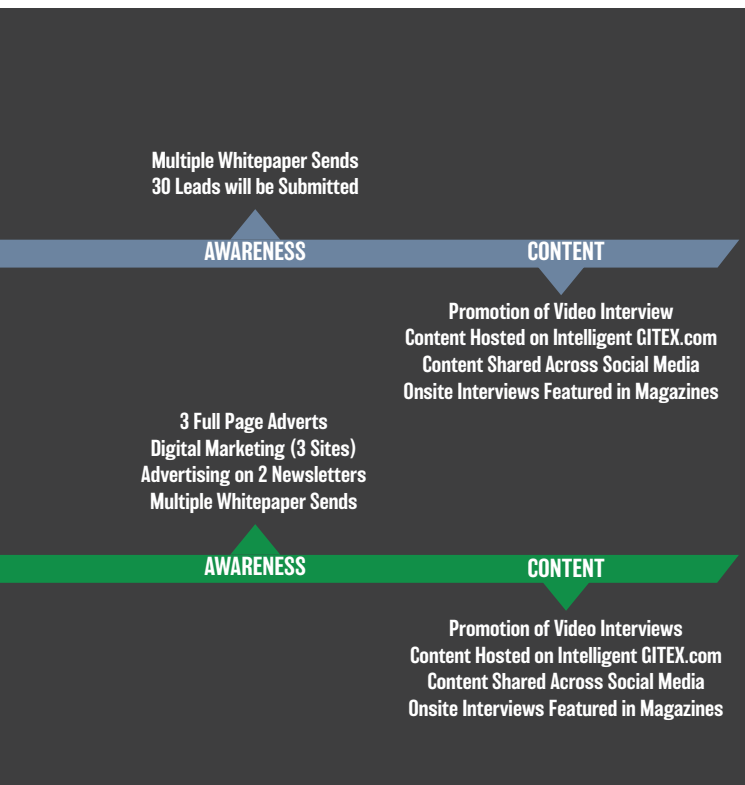 Multiple Whitepaper Sends
30 Leads will be Submitted
AWARENESS
CONTENT
Promotion of Video Interview
Content Hosted on Intelligent GITEX.com
Content Shared Across Social Media
Onsite Interviews Featured in Magazines
3 Full Page Adverts
Digital Marketing (3 Sites)
Advertising on 2 Newsletters
Multiple Whitepaper Sends
AWARENESS
CONTENT
Promotion of Video Interviews
Content Hosted on Intelligent GITEX.com
Content Shared Across Social Media
Onsite Interviews Featured in Magazines